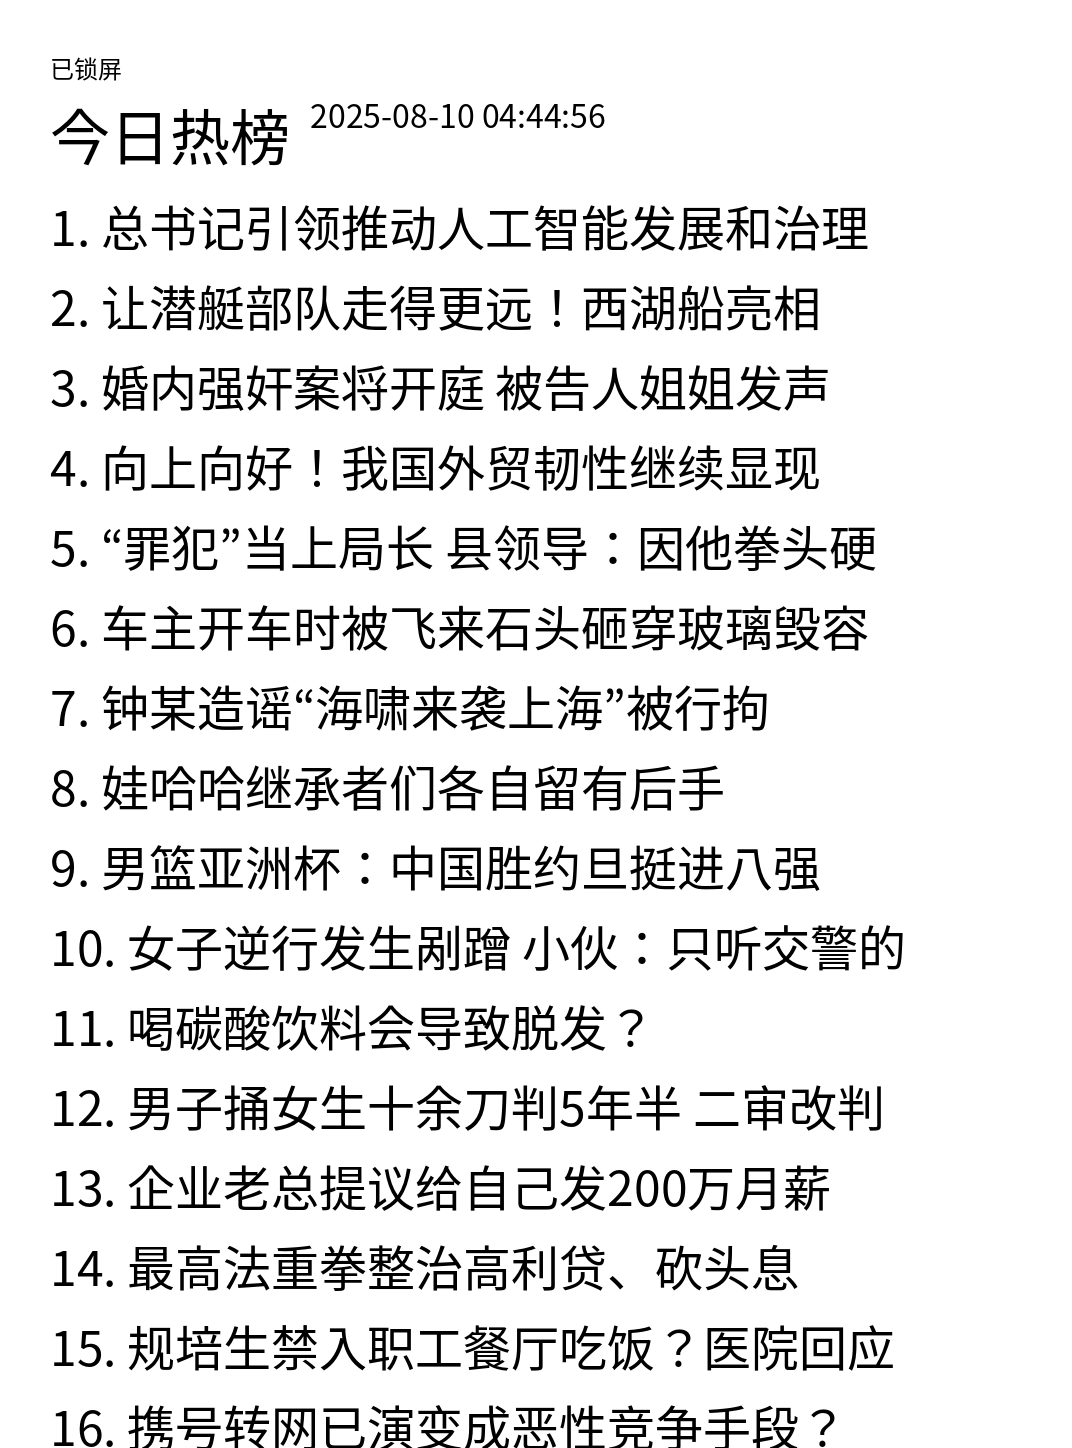 已锁屏
今日热榜 2025-08-10 04:44:56
1. 总书记引领推动人工智能发展和治理
2. 让潜艇部队走得更远！西湖船亮相
3. 婚内强奸案将开庭 被告人姐姐发声
4. 向上向好！我国外贸韧性继续显现
5. “罪犯”当上局长 县领导：因他拳头硬
6. 车主开车时被飞来石头砸穿玻璃毁容
7. 钟某造谣“海啸来袭上海”被行拘
8. 娃哈哈继承者们各自留有后手
9. 男篮亚洲杯：中国胜约旦挺进八强
10. 女子逆行发生剐蹭 小伙：只听交警的
11. 喝碳酸饮料会导致脱发？
12. 男子捅女生十余刀判5年半 二审改判
13. 企业老总提议给自己发200万月薪
14. 最高法重拳整治高利贷、砍头息
15. 规培生禁入职工餐厅吃饭？医院回应
16. 携号转网已演变成恶性竞争手段？